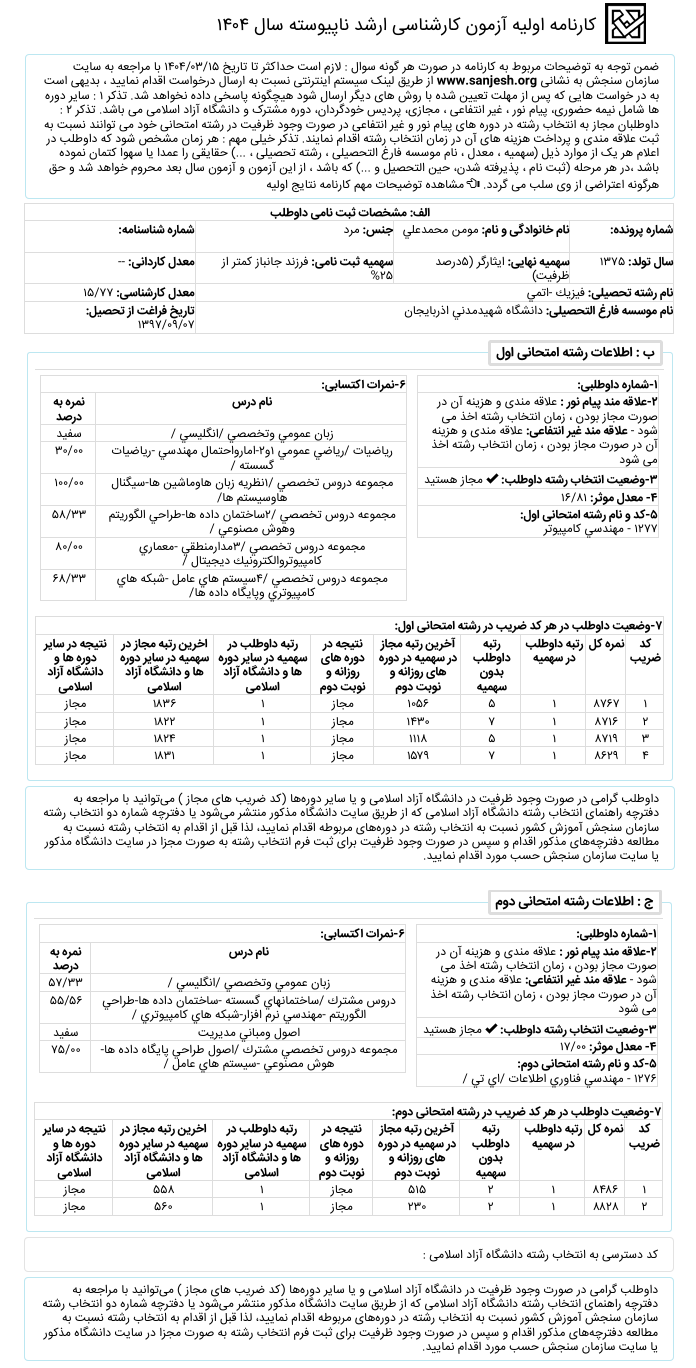 کارنامه اولیه آزمون کارشناسی ارشد ناپیوسته سال ۱۴۰۴
ضمن توجه به توضیحات مربوط به کارنامه در صورت هر گونه سوال : لازم است حداکثر تا تاریخ ۱۴۰۴/۰۳/۱۵ با مراجعه به سایت
سازمان سنجش به نشانی www.sanjesh.org از طریق لینک سیستم اینترنتی نسبت به ارسال درخواست اقدام نمایید ، بدیهی است
به در خواست هایی که پس از مهلت تعیین شده یا روش های دیگر ارسال شود هیچگونه پاسخی داده نخواهد شد. تذکر ۱ : سایر دوره
ها شامل نیمه حضوری، پیام نور ، غیر انتفاعی ، مجازی، پردیس خودگردان، دوره مشترک و دانشگاه آزاد اسلامی می باشد. تذکر ۲ :
داوطلبان مجاز به انتخاب رشته در دوره های پیام نور و غیر انتفاعی در صورت وجود ظرفیت در رشته امتحانی خود می توانند نسبت به
ثبت علاقه مندی و پرداخت هزینه های آن در زمان انتخاب رشته اقدام نمایند. تذکر خیلی مهم : هر زمان مشخص شود که داوطلب در
اعلام هر یک از موارد ذیل (سهمیه ، معدل ، نام موسسه فارغ التحصیلی ، رشته تحصیلی ، ...) حقایقی را عمدا یا سهوا کتمان نموده
باشد ،در هر مرحله (ثبت نام ، پذیرفته شدن، حین التحصیل و ...) که باشد ، از این آزمون و آزمون سال بعد محروم خواهد شد و حق
هرگونه اعتراضی از وی سلب می گردد. مشاهده توضیحات مهم کارنامه نتایج اولیه
الف: مشخصات ثبت نامی داوطلب
شماره پرونده: نام خانوادگی و نام: مومن محمدعلي جنس: مرد شماره شناسنامه:
سال تولد: ۱۳۷۵ سهمیه نهایی: ایثارگر (۵درصد ظرفیت) سهمیه ثبت نامی: فرزند جانباز کمتر از ۲۵% معدل کاردانی: --
نام رشته تحصیلی: فيزيك -اتمي معدل کارشناسی: ۱۵/۷۷
نام موسسه فارغ التحصیلی: دانشگاه شهيدمدني اذربايجان تاریخ فراغت از تحصیل: ۱۳۹۷/۰۹/۰۷
ب : اطلاعات رشته امتحانی اول
۱-شماره داوطلبی:
۲-علاقه مند پیام نور : علاقه مندی و هزینه آن در
صورت مجاز بودن ، زمان انتخاب رشته اخذ می
شود - علاقه مند غیر انتفاعی: علاقه مندی و هزینه
آن در صورت مجاز بودن ، زمان انتخاب رشته اخذ
می شود
۳-وضعیت انتخاب رشته داوطلب: ✔ مجاز هستید
۴- معدل موثر: ۱۶/۸۱
۵-کد و نام رشته امتحانی اول:
۱۲۷۷ - مهندسي كامپيوتر
۶-نمرات اکتسابی:
نام درس نمره به درصد
زبان عمومي وتخصصي /انگليسي / سفید
رياضيات /رياضي عمومي ۱و۲-امارواحتمال مهندسي -رياضيات گسسته / ۳۰/۰۰
مجموعه دروس تخصصي /۱نظريه زبان هاوماشين ها-سيگنال هاوسيستم ها/ ۱۰۰/۰۰
مجموعه دروس تخصصي /۲ساختمان داده ها-طراحي الگوريتم وهوش مصنوعي / ۵۸/۳۳
مجموعه دروس تخصصي /۳مدارمنطقي -معماري كامپيوتروالكترونيك ديجيتال / ۸۰/۰۰
مجموعه دروس تخصصي /۴سيستم هاي عامل -شبكه هاي كامپيوتري وپايگاه داده ها/ ۶۸/۳۳
۷-وضعیت داوطلب در هر کد ضریب در رشته امتحانی اول:
کد ضریب نمره کل رتبه داوطلب در سهمیه رتبه داوطلب بدون سهمیه آخرین رتبه مجاز در سهمیه در دوره های روزانه و نوبت دوم نتیجه در دوره های روزانه و نوبت دوم رتبه داوطلب در سهمیه در سایر دوره ها و دانشگاه آزاد اسلامی اخرین رتبه مجاز در سهمیه در سایر دوره ها و دانشگاه آزاد اسلامی نتیجه در سایر دوره ها و دانشگاه آزاد اسلامی
۱ ۸۷۶۷ ۱ ۵ ۱۰۵۶ مجاز ۱ ۱۸۳۶ مجاز
۲ ۸۷۱۶ ۱ ۷ ۱۴۳۰ مجاز ۱ ۱۸۲۲ مجاز
۳ ۸۷۱۹ ۱ ۵ ۱۱۱۸ مجاز ۱ ۱۸۲۴ مجاز
۴ ۸۶۲۹ ۱ ۷ ۱۵۷۹ مجاز ۱ ۱۸۳۱ مجاز
داوطلب گرامی در صورت وجود ظرفیت در دانشگاه آزاد اسلامی و یا سایر دوره‌ها (کد ضریب های مجاز ) می‌توانید با مراجعه به
دفترچه راهنمای انتخاب رشته دانشگاه آزاد اسلامی که از طریق سایت دانشگاه مذکور منتشر می‌شود یا دفترچه شماره دو انتخاب رشته
سازمان سنجش آموزش کشور نسبت به انتخاب رشته در دوره‌های مربوطه اقدام نمایید، لذا قبل از اقدام به انتخاب رشته نسبت به
مطالعه دفترچه‌های مذکور اقدام و سپس در صورت وجود ظرفیت برای ثبت فرم انتخاب رشته به صورت مجزا در سایت دانشگاه مذکور
یا سایت سازمان سنجش حسب مورد اقدام نمایید.
ج : اطلاعات رشته امتحانی دوم
۱-شماره داوطلبی:
۲-علاقه مند پیام نور : علاقه مندی و هزینه آن در
صورت مجاز بودن ، زمان انتخاب رشته اخذ می
شود - علاقه مند غیر انتفاعی: علاقه مندی و هزینه
آن در صورت مجاز بودن ، زمان انتخاب رشته اخذ
می شود
۳-وضعیت انتخاب رشته داوطلب: ✔ مجاز هستید
۴- معدل موثر: ۱۷/۰۰
۵-کد و نام رشته امتحانی دوم:
۱۲۷۶ - مهندسي فناوري اطلاعات /اي تي /
۶-نمرات اکتسابی:
نام درس نمره به درصد
زبان عمومي وتخصصي /انگليسي / ۵۷/۳۳
دروس مشترك /ساختمانهاي گسسته -ساختمان داده ها-طراحي الگوريتم -مهندسي نرم افزار-شبكه هاي كامپيوتري / ۵۵/۵۶
اصول ومباني مديريت سفید
مجموعه دروس تخصصي مشترك /اصول طراحي پايگاه داده ها- هوش مصنوعي -سيستم هاي عامل / ۷۵/۰۰
۷-وضعیت داوطلب در هر کد ضریب در رشته امتحانی دوم:
کد ضریب نمره کل رتبه داوطلب در سهمیه رتبه داوطلب بدون سهمیه آخرین رتبه مجاز در سهمیه در دوره های روزانه و نوبت دوم نتیجه در دوره های روزانه و نوبت دوم رتبه داوطلب در سهمیه در سایر دوره ها و دانشگاه آزاد اسلامی اخرین رتبه مجاز در سهمیه در سایر دوره ها و دانشگاه آزاد اسلامی نتیجه در سایر دوره ها و دانشگاه آزاد اسلامی
۱ ۸۴۸۶ ۱ ۲ ۵۱۵ مجاز ۱ ۵۵۸ مجاز
۲ ۸۸۲۸ ۱ ۲ ۲۳۰ مجاز ۱ ۵۶۰ مجاز
کد دسترسی به انتخاب رشته دانشگاه آزاد اسلامی :
داوطلب گرامی در صورت وجود ظرفیت در دانشگاه آزاد اسلامی و یا سایر دوره‌ها (کد ضریب های مجاز ) می‌توانید با مراجعه به
دفترچه راهنمای انتخاب رشته دانشگاه آزاد اسلامی که از طریق سایت دانشگاه مذکور منتشر می‌شود یا دفترچه شماره دو انتخاب رشته
سازمان سنجش آموزش کشور نسبت به انتخاب رشته در دوره‌های مربوطه اقدام نمایید، لذا قبل از اقدام به انتخاب رشته نسبت به
مطالعه دفترچه‌های مذکور اقدام و سپس در صورت وجود ظرفیت برای ثبت فرم انتخاب رشته به صورت مجزا در سایت دانشگاه مذکور
یا سایت سازمان سنجش حسب مورد اقدام نمایید.